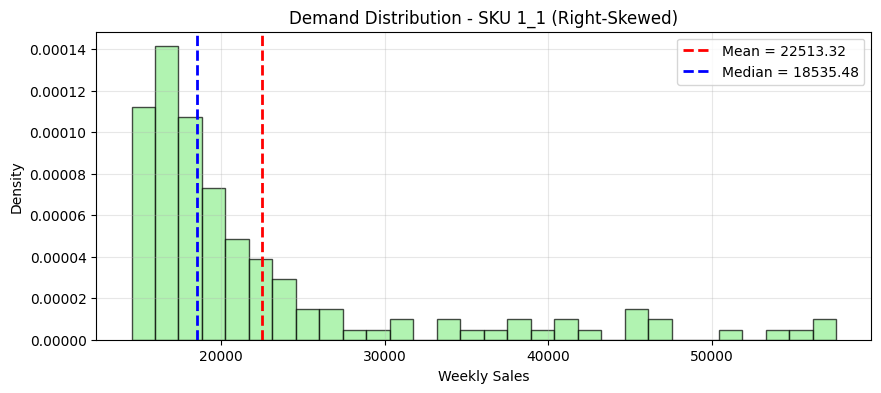 Demand Distribution - SKU 1_1 (Right-Skewed)
Mean = 22513.32
Median = 18535.48
Density
0.00014
0.00012
0.00010
0.00008
0.00006
0.00004
0.00002
0.00000
20000 30000 40000 50000
Weekly Sales